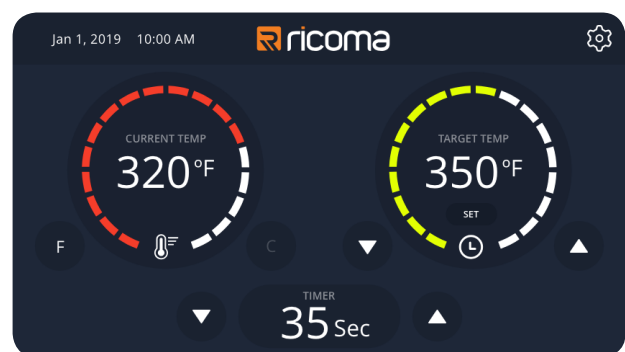 Jan 1, 2019 10:00 AM ricoma
CURRENT TEMP
320°F
TARGET TEMP
350°F
SET
F
C
TIMER
35 Sec